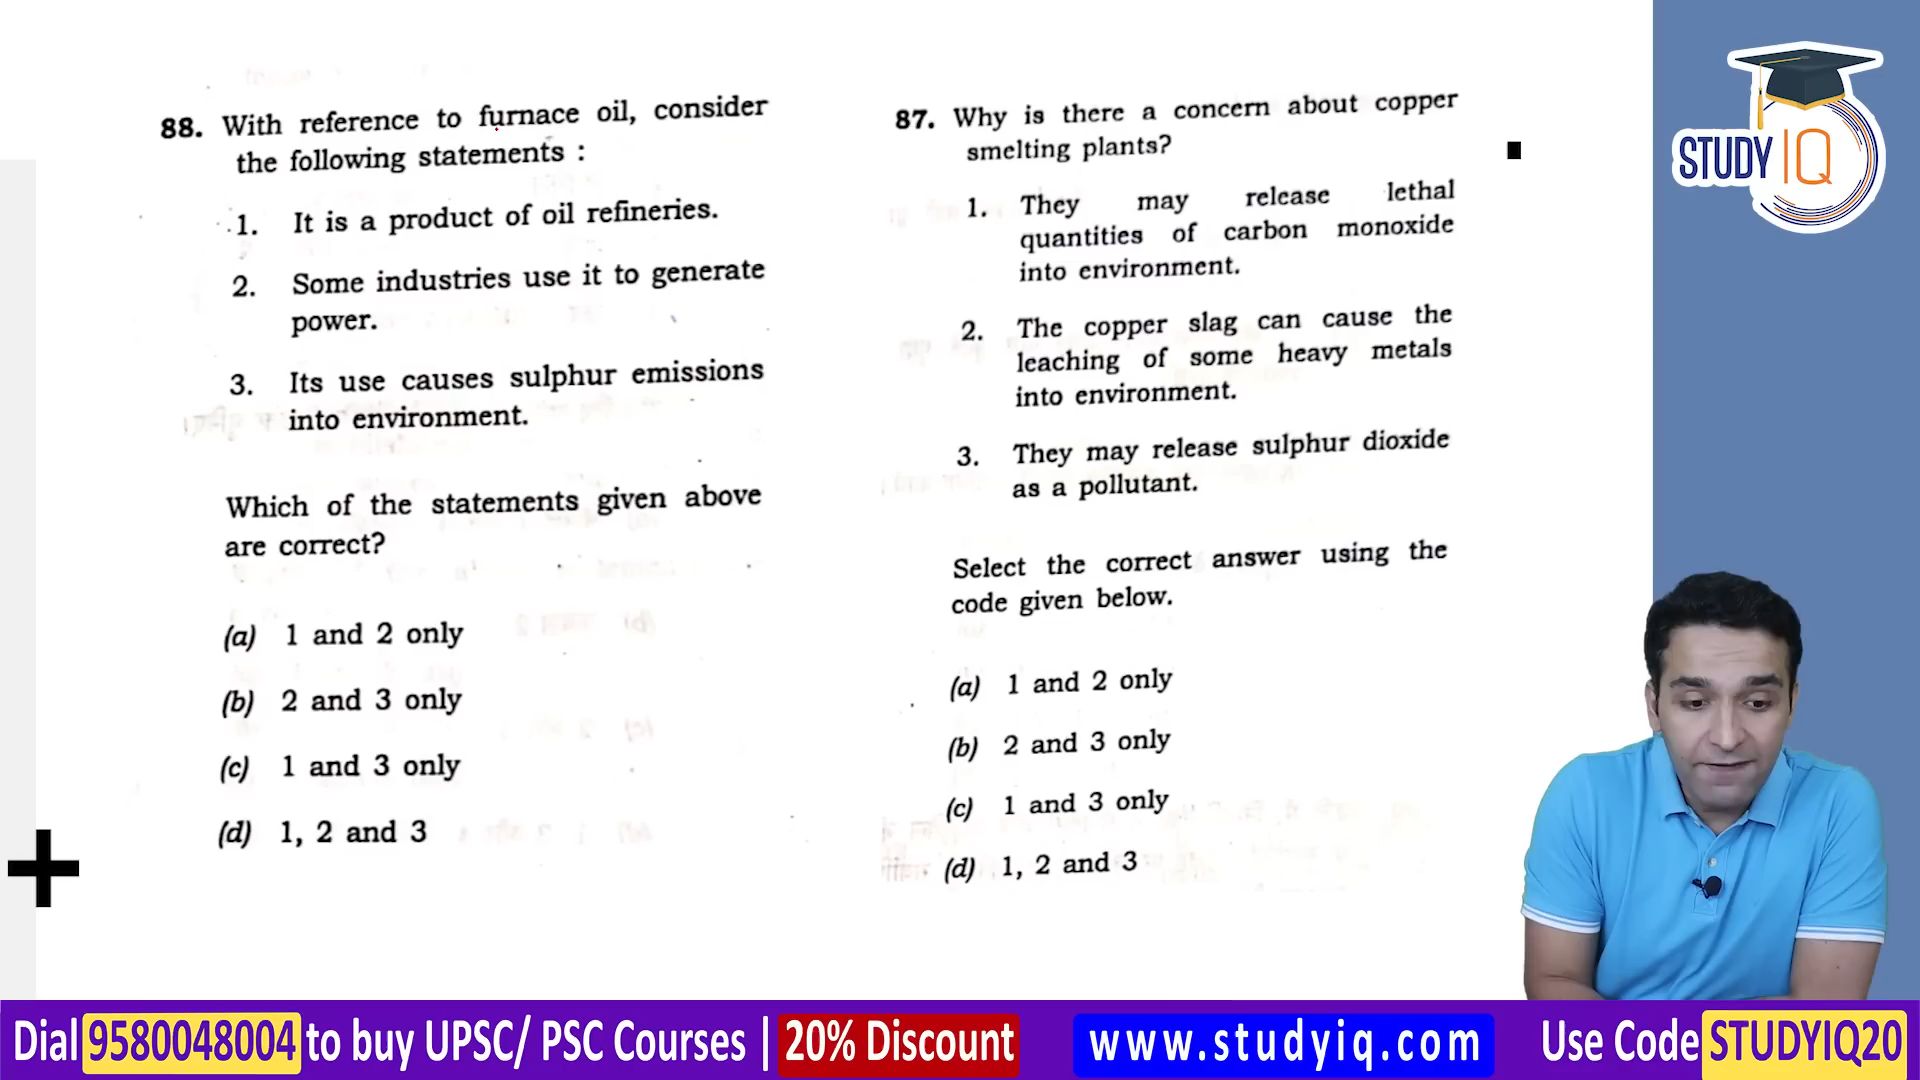 88. With reference to furnace oil, consider
the following statements :
1. It is a product of oil refineries.
2. Some industries use it to generate
power.
3. Its use causes sulphur emissions
into environment.
Which of the statements given above
are correct?
(a) 1 and 2 only
(b) 2 and 3 only
(c) 1 and 3 only
(d) 1, 2 and 3
87. Why is there a concern about copper
smelting plants?
1. They may release lethal
quantities of carbon monoxide
into environment.
2. The copper slag can cause the
leaching of some heavy metals
into environment.
3. They may release sulphur dioxide
as a pollutant.
Select the correct answer using the
code given below.
(a) 1 and 2 only
(b) 2 and 3 only
(c) 1 and 3 only
(d) 1, 2 and 3
STUDY IQ
Dial 9580048004 to buy UPSC/ PSC Courses | 20% Discount www.studyiq.com Use Code STUDYIQ20